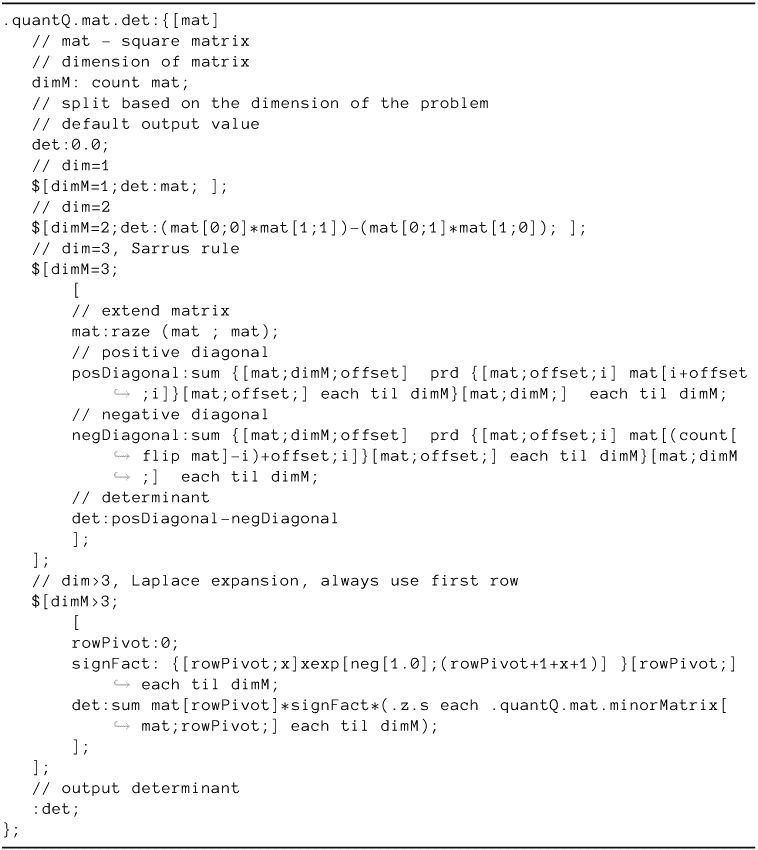 .quantQ.mat.det:{[mat]
// mat – square matrix
// dimension of matrix
dimM: count mat;
// split based on the dimension of the problem
// default output value
det:0.0;
// dim=1
$[dimM=1;det:mat; ];
// dim=2
$[dimM=2;det:(mat[0;0]*mat[1;1])-(mat[0;1]*mat[1;0]); ];
// dim=3, Sarrus rule
$[dimM=3;
[
// extend matrix
mat:raze (mat ; mat);
// positive diagonal
posDiagonal:sum {[mat;dimM;offset]  prd {[mat;offset;i] mat[i+offset
↪ ;i]}[mat;offset;] each til dimM}[mat;dimM;]  each til dimM;
// negative diagonal
negDiagonal:sum {[mat;dimM;offset]  prd {[mat;offset;i] mat[(count[
↪ flip mat]-i)+offset;i]}[mat;offset;] each til dimM}[mat;dimM
↪ ;]  each til dimM;
// determinant
det:posDiagonal-negDiagonal
];
];
// dim>3, Laplace expansion, always use first row
$[dimM>3;
[
rowPivot:0;
signFact: {[rowPivot;x]xexp[neg[1.0];(rowPivot+1+x+1)] }[rowPivot;]
↪ each til dimM;
det:sum mat[rowPivot]*signFact*(.z.s each .quantQ.mat.minorMatrix[
↪ mat;rowPivot;] each til dimM);
];
];
// output determinant
:det;
};